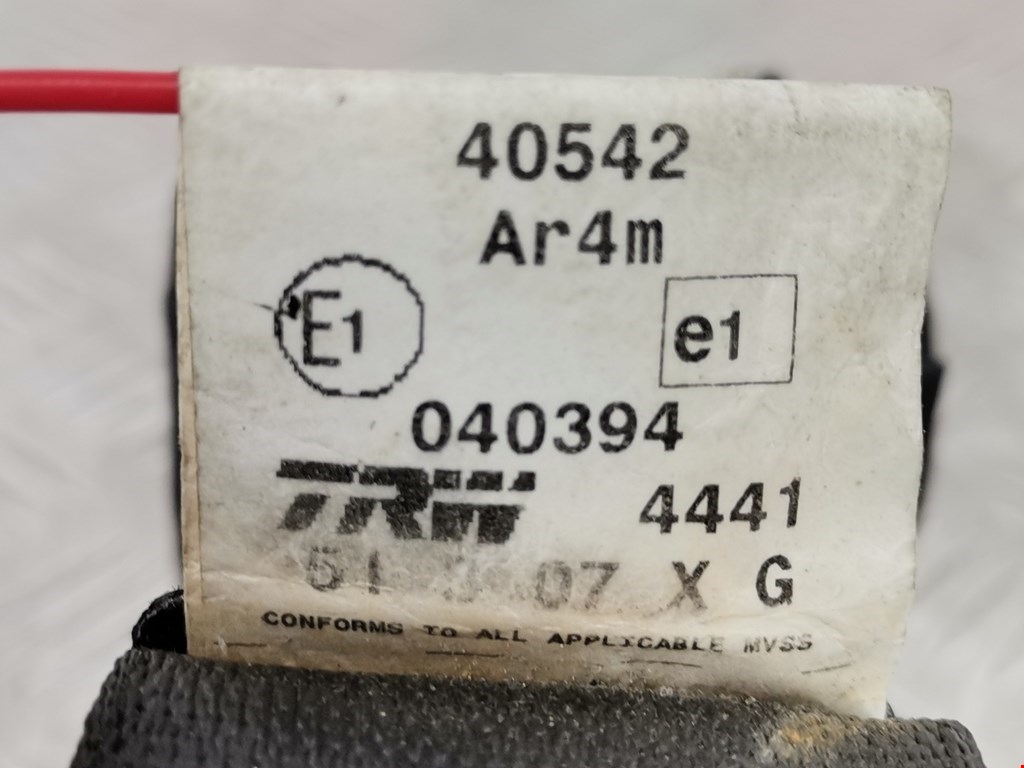 40542
Ar4m
E1 e1
040394
TRW 4441
07 X G
CONFORMS TO ALL APPLICABLE MVSS